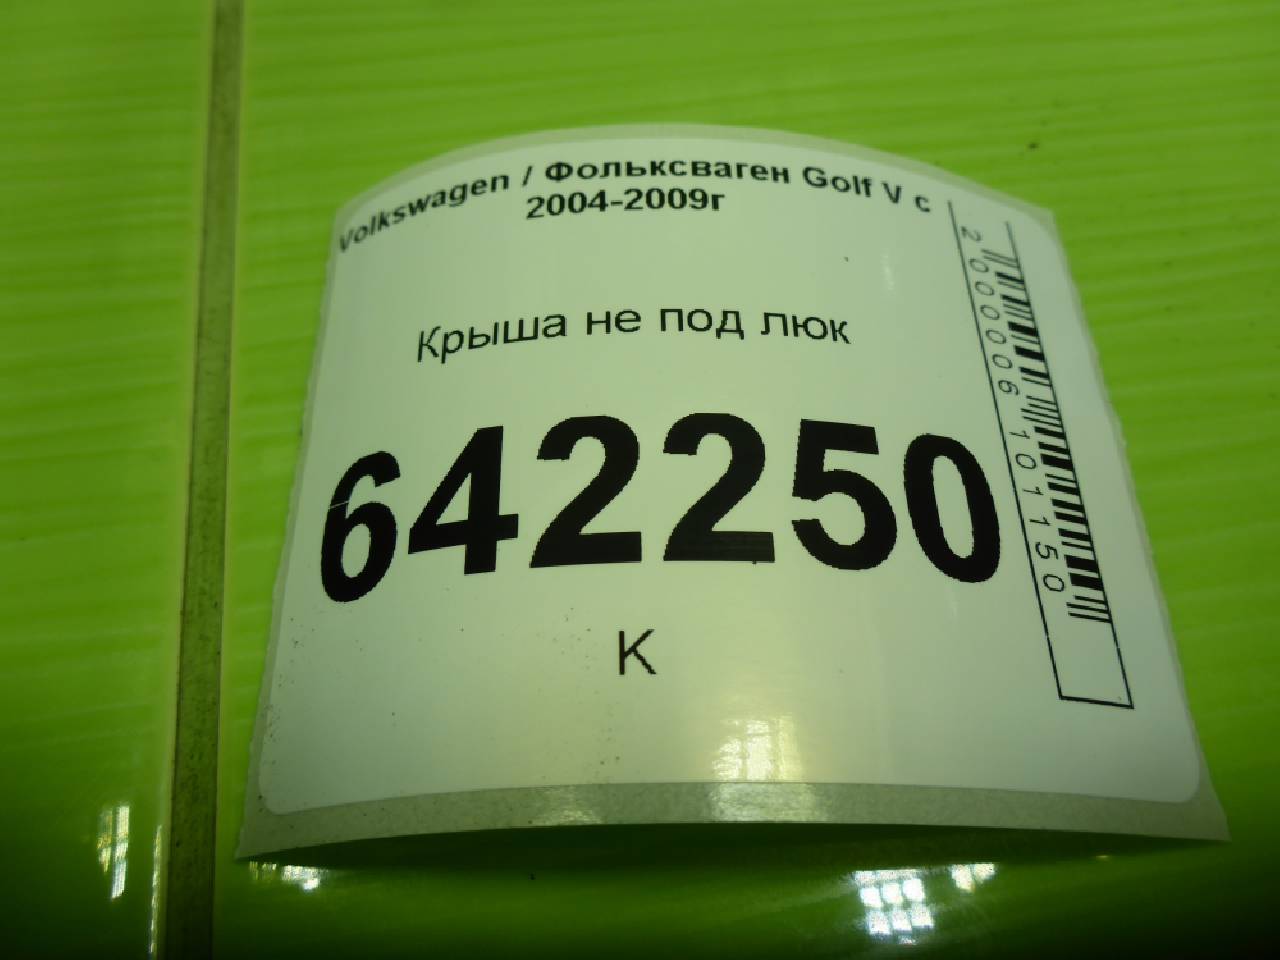 Volkswagen / Фольксваген Golf V с
2004-2009г
Крыша не под люк
642250
К
2000006101150